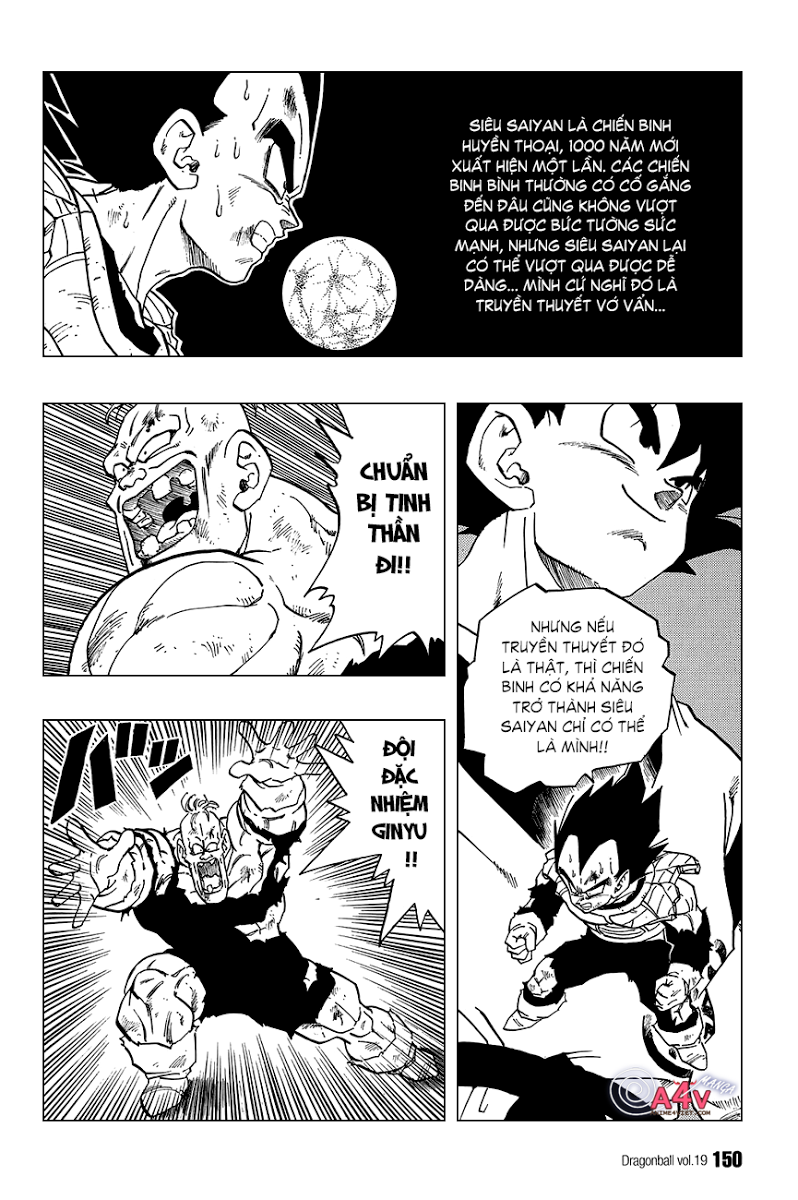 SIÊU SAIYAN LÀ CHIẾN BINH
HUYỀN THOẠI, 1000 NĂM MỚI
XUẤT HIỆN MỘT LẦN. CÁC CHIẾN
BINH BÌNH THƯỜNG CÓ CỐ GẮNG
ĐẾN ĐÂU CŨNG KHÔNG VƯỢT
QUA ĐƯỢC BỨC TƯỜNG SỨC
MẠNH, NHƯNG SIÊU SAIYAN LẠI
CÓ THỂ VƯỢT QUA ĐƯỢC DỄ
DÀNG... MÌNH CỨ NGHĨ ĐÓ LÀ
TRUYỀN THUYẾT VỚ VẨN...
NHƯNG NẾU
TRUYỀN THUYẾT ĐÓ
LÀ THẬT, THÌ CHIẾN
BINH CÓ KHẢ NĂNG
TRỞ THÀNH SIÊU
SAIYAN CHỈ CÓ THỂ
LÀ MÌNH!!
CHUẨN
BỊ TINH
THẦN
ĐI!!
ĐỘI
ĐẶC
NHIỆM
GINYU
!!
バッ
MANGA
A4V
ANIME4VIET.COM
Dragonball vol.19 150